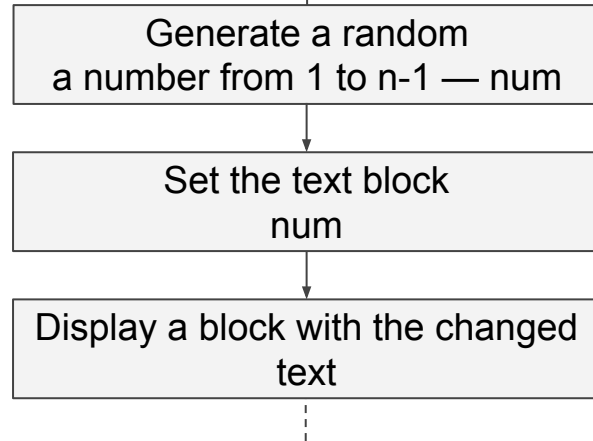 Generate a random
a number from 1 to n-1 — num
Set the text block
num
Display a block with the changed
text